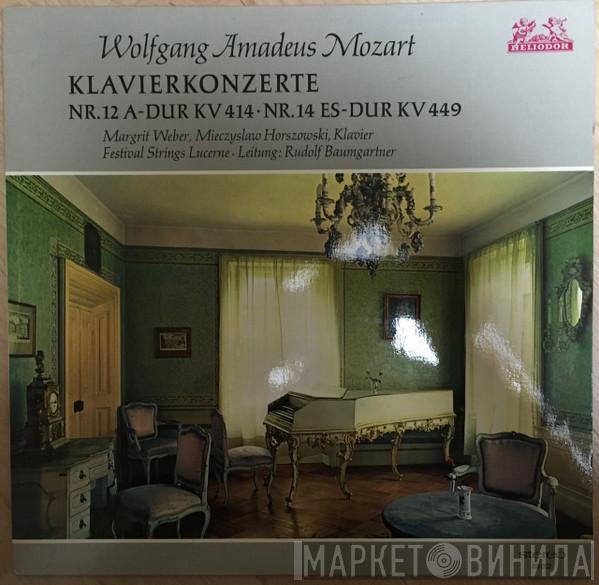 Wolfgang Amadeus Mozart
HELIODOR
KLAVIERKONZERTE
NR. 12 A-DUR KV 414 · NR. 14 ES-DUR KV 449
Margrit Weber, Mieczyslaw Horszowski, Klavier
Festival Strings Lucerne · Leitung: Rudolf Baumgartner
STEREO
МАРКЕТ ВИНИЛА